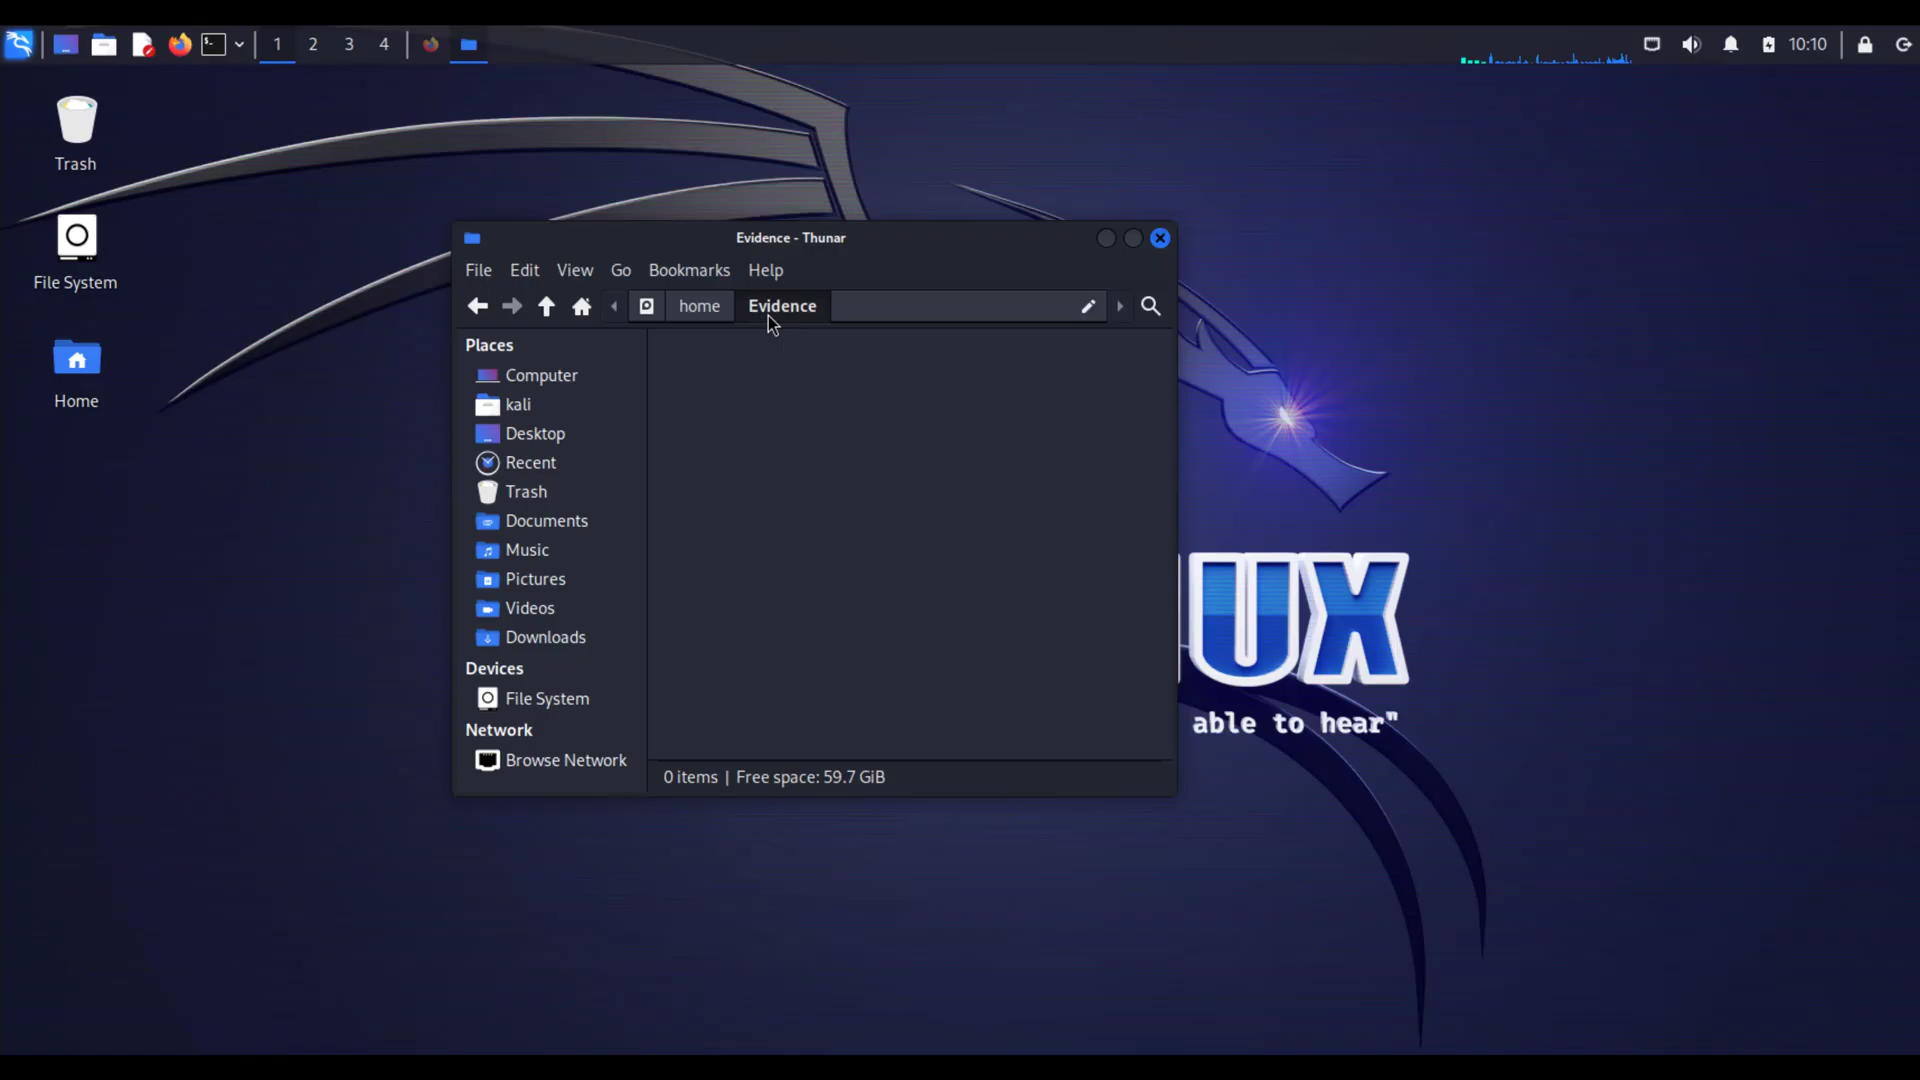 1 2 3 4
10:10
Trash
File System
Home
Evidence - Thunar
File Edit View Go Bookmarks Help
home Evidence
Places
Computer
kali
Desktop
Recent
Trash
Documents
Music
Pictures
Videos
Downloads
Devices
File System
Network
Browse Network
0 items | Free space: 59.7 GiB
UX
able to hear"